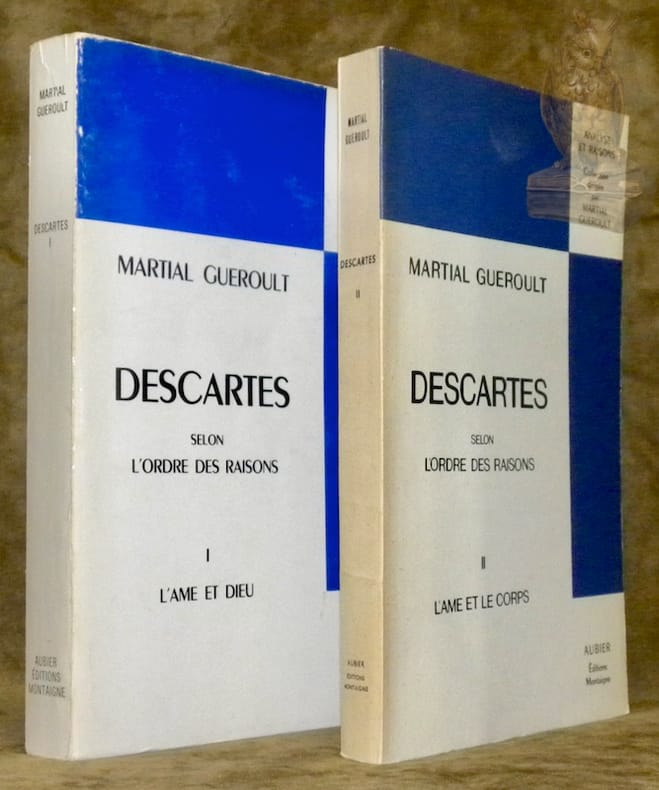 MARTIAL
GUEROULT
DESCARTES
I
AUBIER
ÉDITIONS
MONTAIGNE
MARTIAL GUEROULT
DESCARTES
SELON
L'ORDRE DES RAISONS
I
L'AME ET DIEU
MARTIAL
GUEROULT
DESCARTES
II
AUBIER
ÉDITIONS
MONTAIGNE
ET RAISONS
MARTIAL
GUEROULT
MARTIAL GUEROULT
DESCARTES
SELON
L'ORDRE DES RAISONS
II
L'AME ET LE CORPS
AUBIER
Éditions
Montaigne